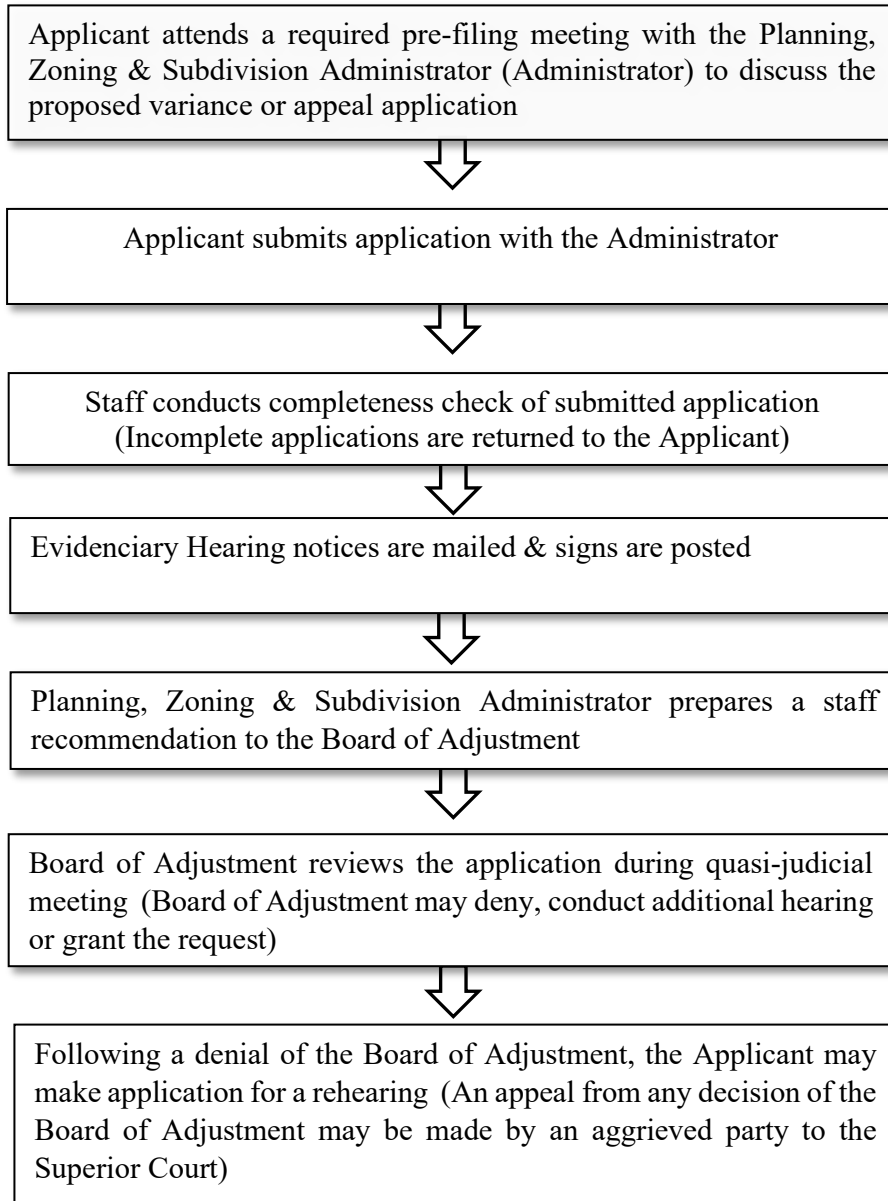 Applicant attends a required pre-filing meeting with the Planning,
Zoning & Subdivision Administrator (Administrator) to discuss the
proposed variance or appeal application
Applicant submits application with the Administrator
Staff conducts completeness check of submitted application
(Incomplete applications are returned to the Applicant)
Evidenciary Hearing notices are mailed & signs are posted
Planning, Zoning & Subdivision Administrator prepares a staff
recommendation to the Board of Adjustment
Board of Adjustment reviews the application during quasi-judicial
meeting (Board of Adjustment may deny, conduct additional hearing
or grant the request)
Following a denial of the Board of Adjustment, the Applicant may
make application for a rehearing (An appeal from any decision of the
Board of Adjustment may be made by an aggrieved party to the
Superior Court)